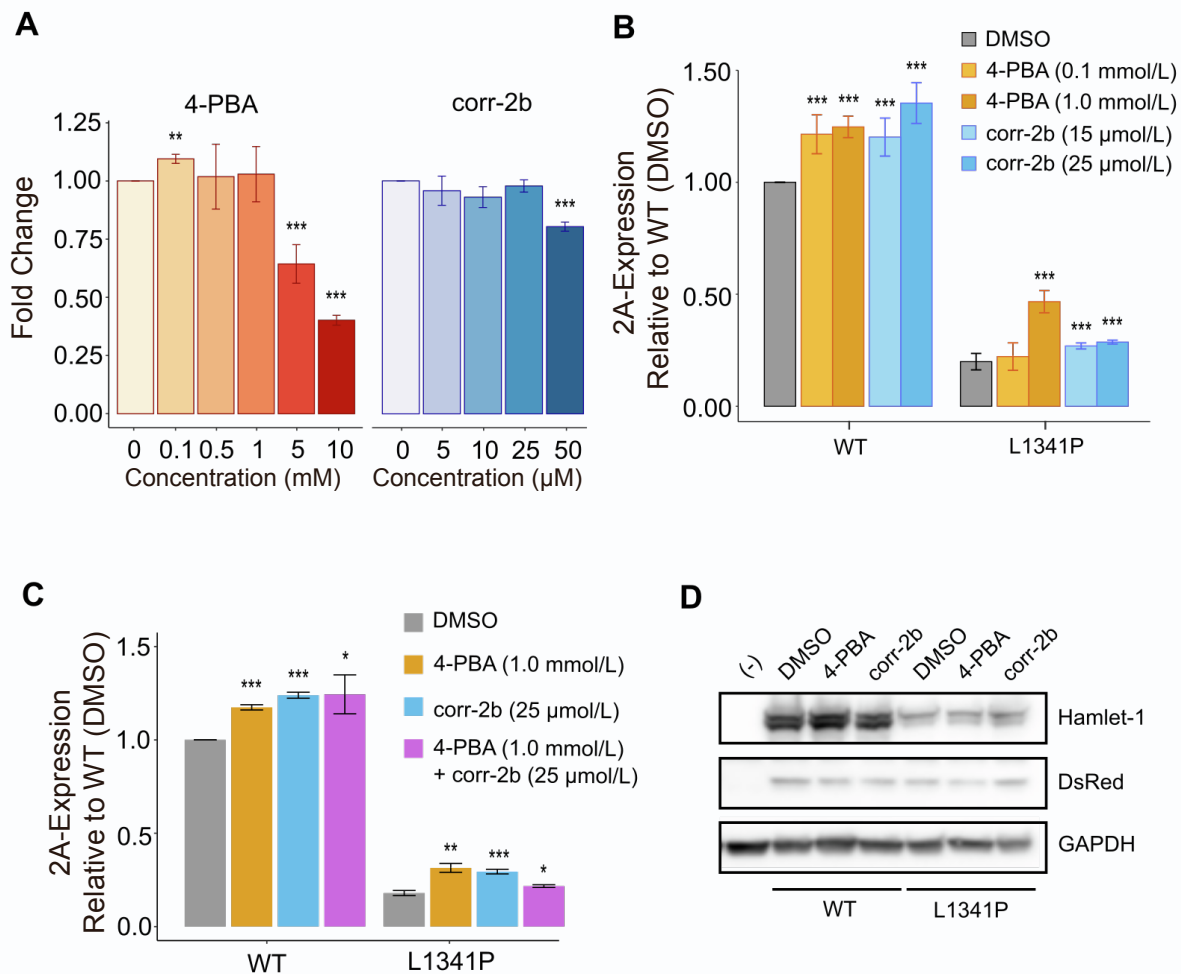 A
4-PBA
corr-2b
Fold Change
1.25
1.00
0.75
0.50
0.25
0.00
**
***
***
***
0 0.1 0.5 1 5 10
0 5 10 25 50
Concentration (mM)
Concentration (µM)
B
2A-Expression
Relative to WT (DMSO)
1.50
1.00
0.50
0.00
*** *** *** ***
*** *** ***
WT
L1341P
DMSO
4-PBA (0.1 mmol/L)
4-PBA (1.0 mmol/L)
corr-2b (15 µmol/L)
corr-2b (25 µmol/L)
C
2A-Expression
Relative to WT (DMSO)
1.5
1.0
0.5
0.0
*** *** *
** *** *
WT
L1341P
DMSO
4-PBA (1.0 mmol/L)
corr-2b (25 µmol/L)
4-PBA (1.0 mmol/L)
+ corr-2b (25 µmol/L)
D
(-) DMSO 4-PBA corr-2b DMSO 4-PBA corr-2b
Hamlet-1
DsRed
GAPDH
WT
L1341P